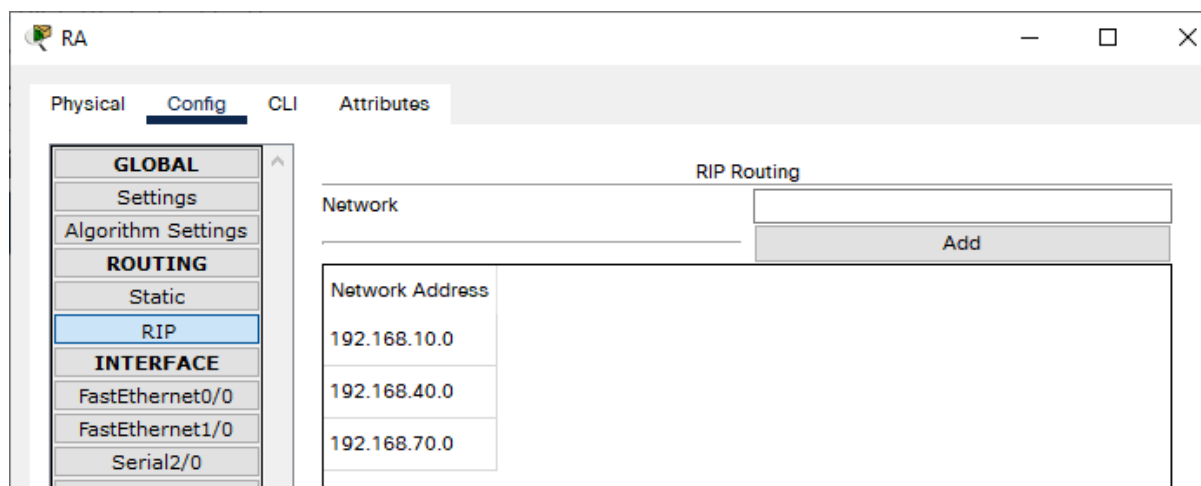 RA
Physical Config CLI Attributes
GLOBAL
Settings
Algorithm Settings
ROUTING
Static
RIP
INTERFACE
FastEthernet0/0
FastEthernet1/0
Serial2/0
RIP Routing
Network
Add
Network Address
192.168.10.0
192.168.40.0
192.168.70.0